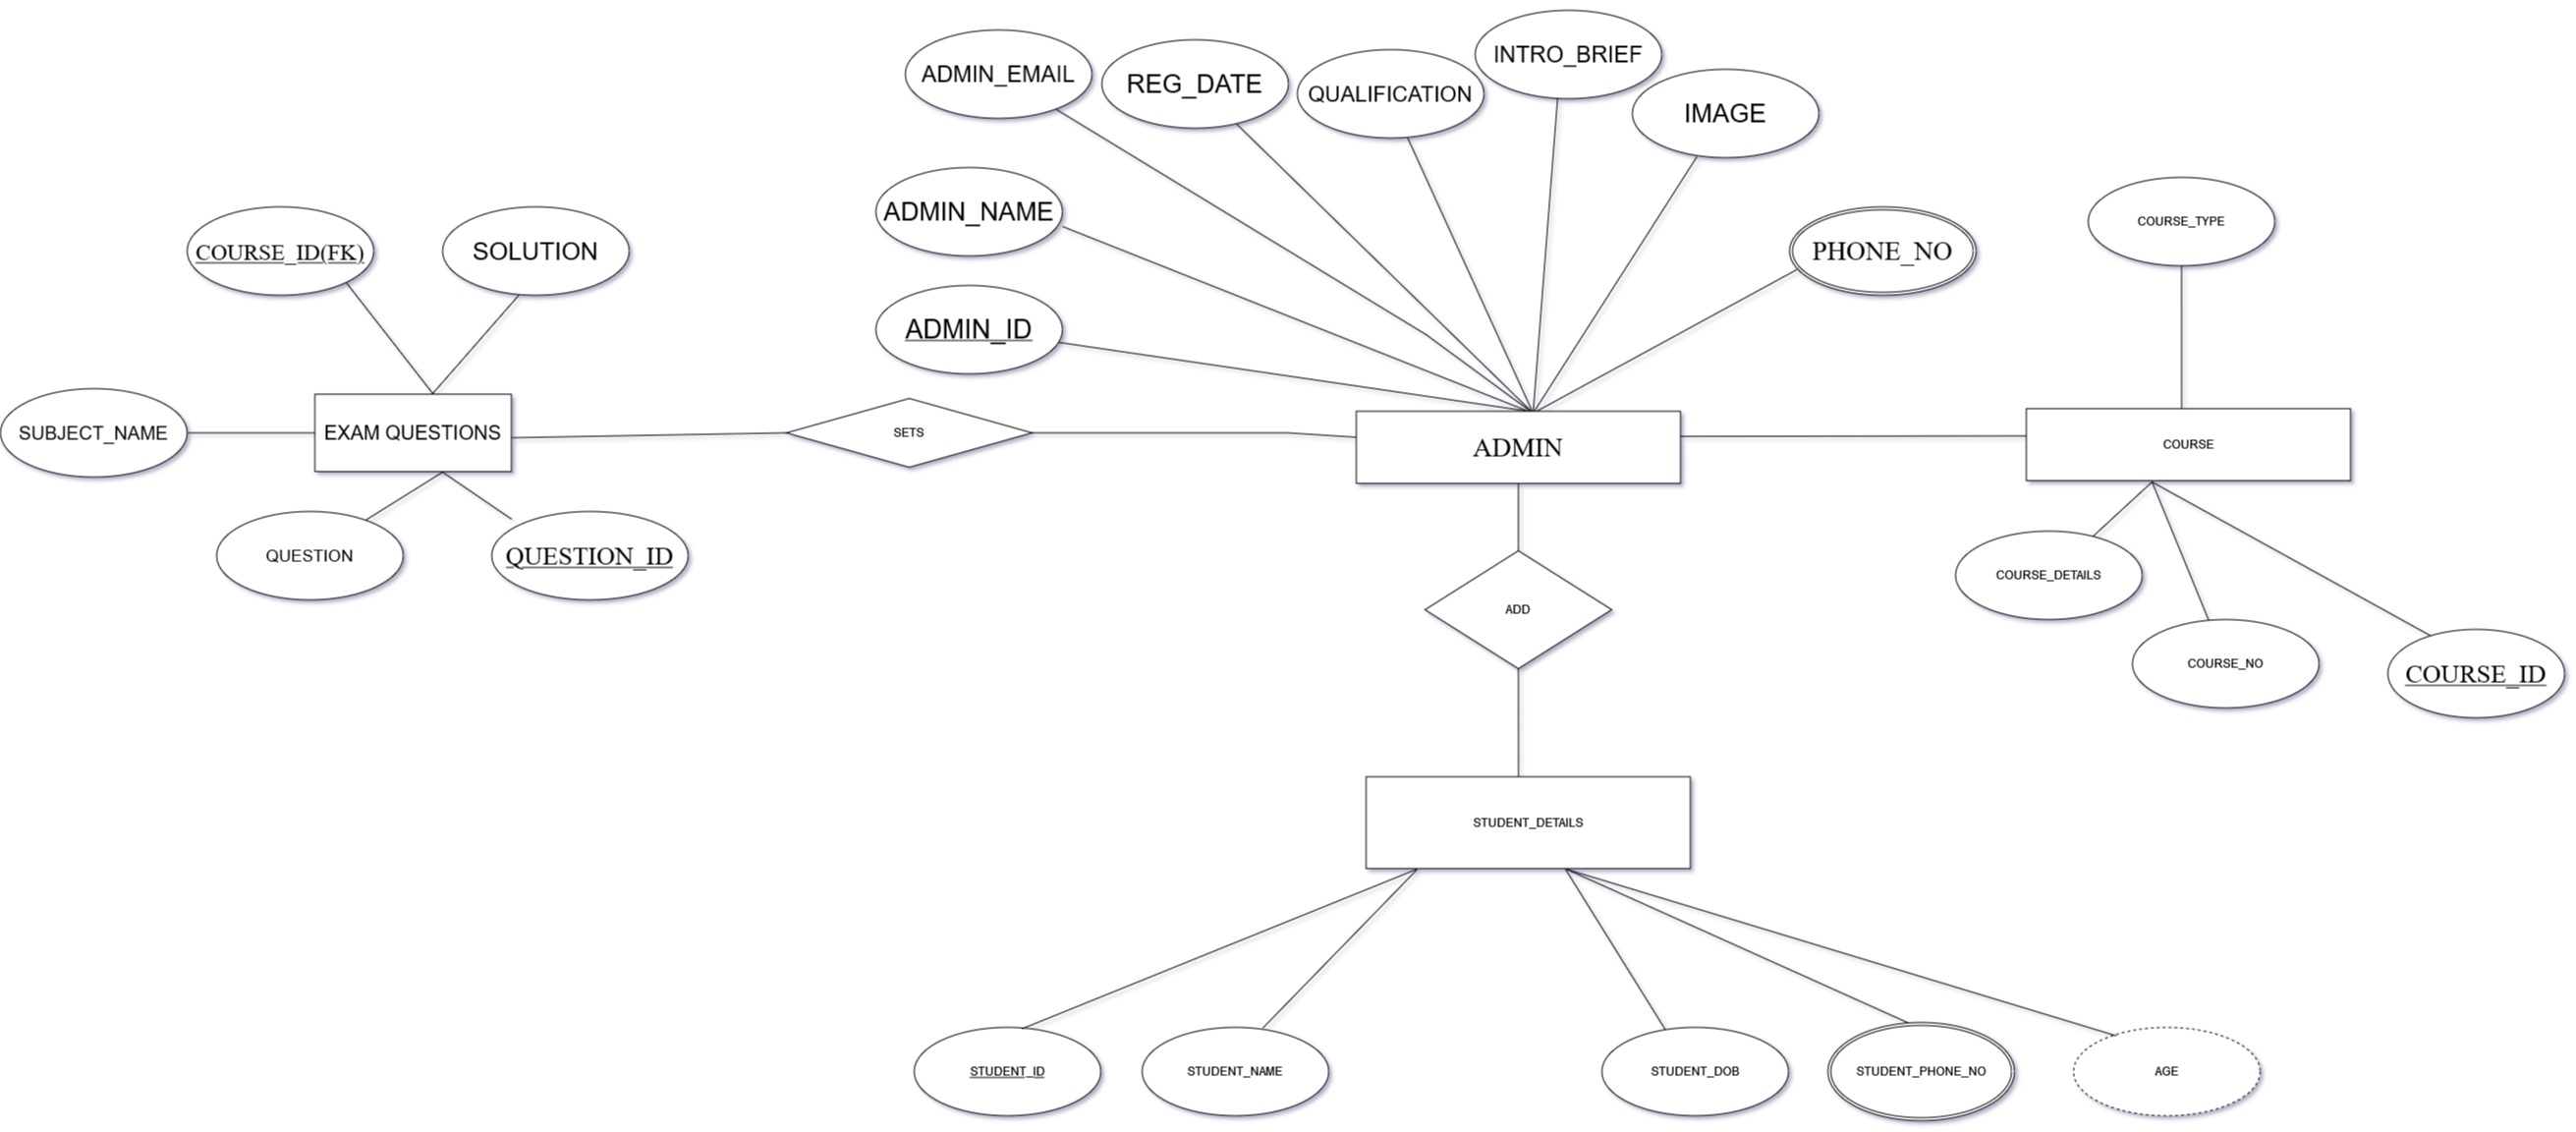 INTRO_BRIEF
ADMIN_EMAIL
REG_DATE
QUALIFICATION
IMAGE
ADMIN_NAME
COURSE_TYPE
COURSE_ID(FK)
SOLUTION
PHONE_NO
ADMIN_ID
SUBJECT_NAME
EXAM QUESTIONS
SETS
ADMIN
COURSE
QUESTION
QUESTION_ID
COURSE_DETAILS
ADD
COURSE_NO
COURSE_ID
STUDENT_DETAILS
STUDENT_ID
STUDENT_NAME
STUDENT_DOB
STUDENT_PHONE_NO
AGE